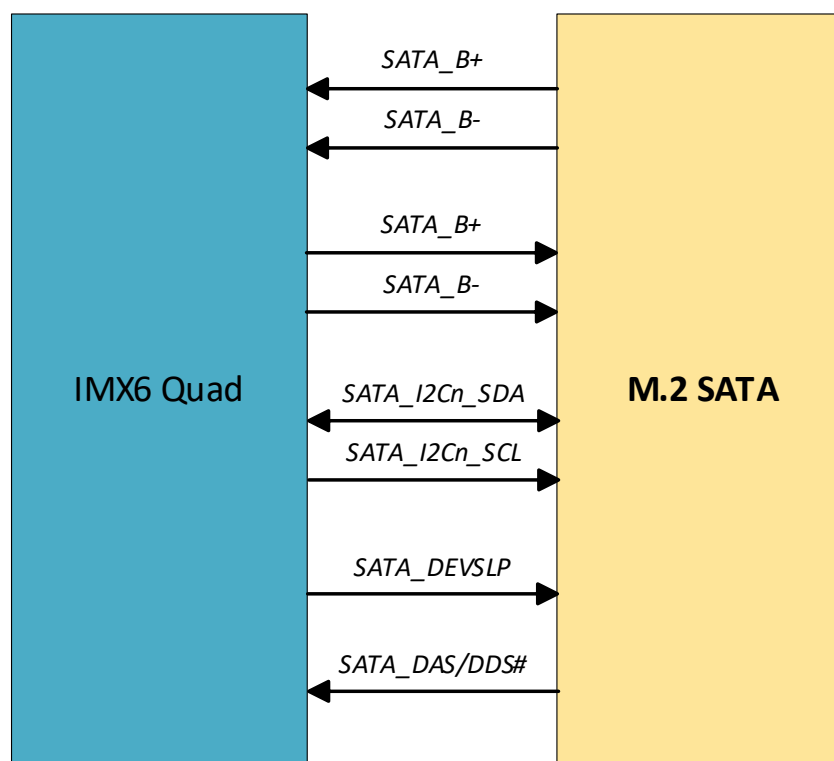 SATA_B+
SATA_B-
SATA_B+
SATA_B-
IMX6 Quad
SATA_I2Cn_SDA
M.2 SATA
SATA_I2Cn_SCL
SATA_DEVSLP
SATA_DAS/DDS#